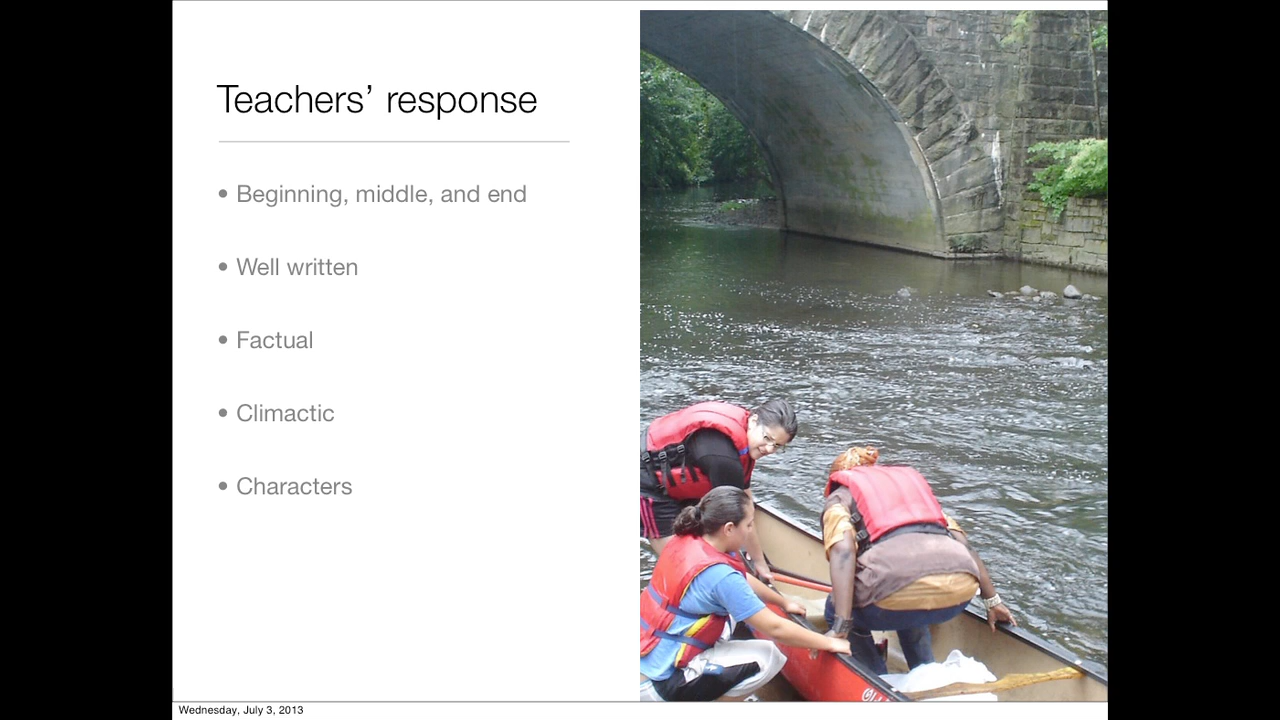 Teachers’ response
• Beginning, middle, and end
• Well written
• Factual
• Climactic
• Characters
Wednesday, July 3, 2013